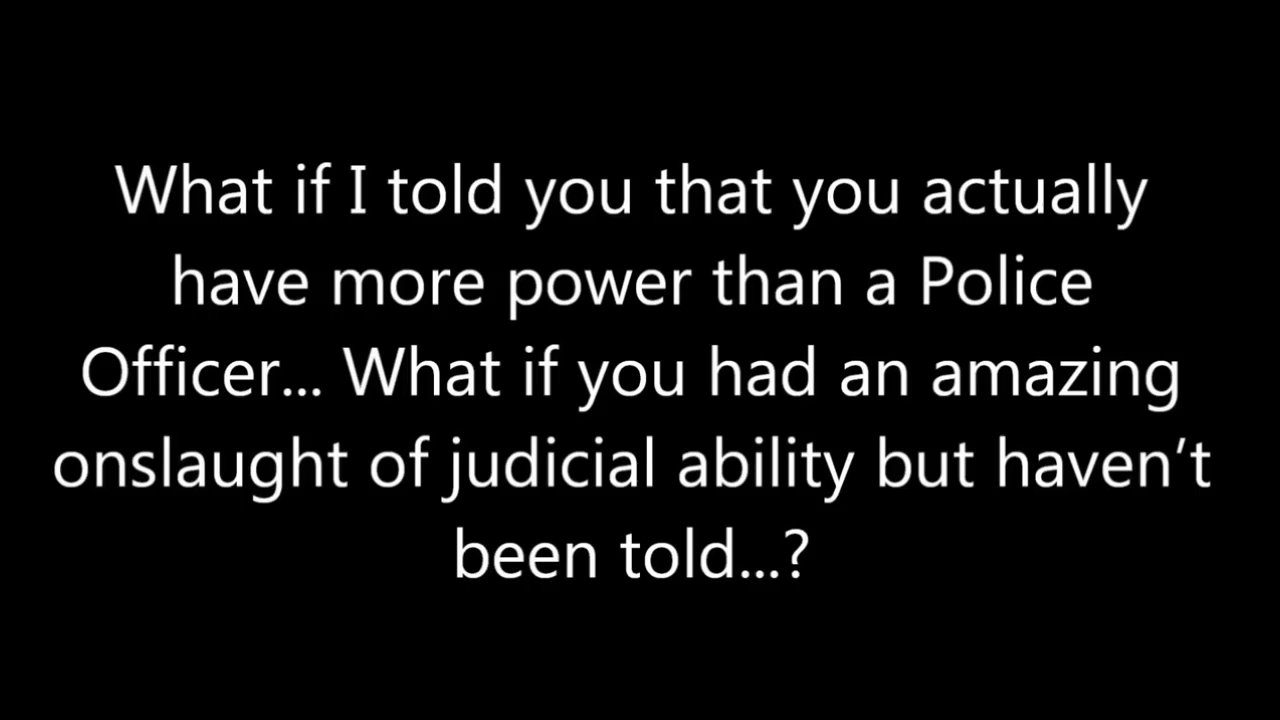 What if I told you that you actually
have more power than a Police
Officer... What if you had an amazing
onslaught of judicial ability but haven’t
been told...?